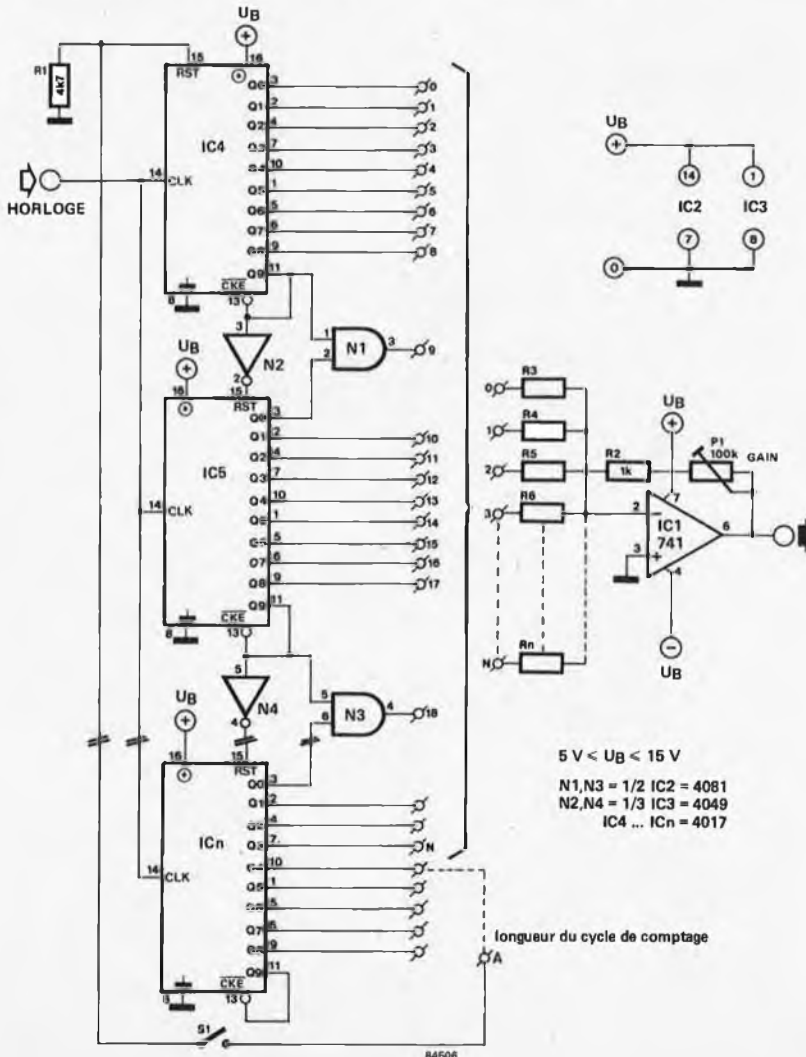 UB
R1
4k7
15
RST
16
HORLOGE
14
CLK
IC4
Q0 3
Q1 2
Q2 4
Q3 7
Q4 10
Q5 1
Q6 5
Q7 6
Q8 9
Q9 11
0
1
2
3
4
5
6
7
8
8
CKE
13
3
N2
2
1
2
N1
3
9
UB
16
15
RST
14
CLK
IC5
Q0 3
Q1 2
Q2 4
Q3 7
Q4 10
Q5 1
Q6 5
Q7 6
Q8 9
Q9 11
10
11
12
13
14
15
16
17
8
CKE
13
5
N4
4
5
6
N3
4
18
UB
16
15
RST
14
CLK
ICn
Q0 3
Q1 2
Q2 4
Q3 7
Q4 10
Q5 1
Q6 5
Q7 6
Q8 9
Q9 11
N
8
CKE
13
S1
A
longueur du cycle de comptage
84506
UB
14
1
IC2
IC3
7
8
0
0
R3
1
R4
2
R5
3
R6
N
Rn
R2
1k
P1
100k
GAIN
UB
7
2
3
IC1
741
6
4
UB
5 V < UB < 15 V
N1,N3 = 1/2 IC2 = 4081
N2,N4 = 1/3 IC3 = 4049
IC4 ... ICn = 4017